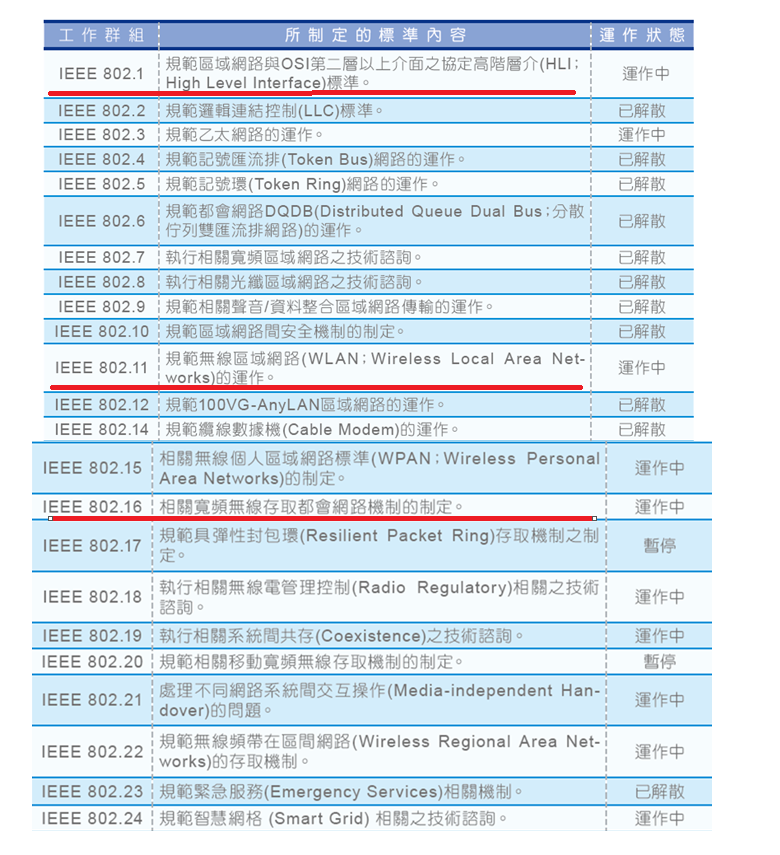 工作群組 所制定的標準內容 運作狀態
IEEE 802.1 規範區域網路與OSI第二層以上介面之協定高階層介(HLI；
High Level Interface)標準。 運作中
IEEE 802.2 規範邏輯連結控制(LLC)標準。 已解散
IEEE 802.3 規範乙太網路的運作。 運作中
IEEE 802.4 規範記號匯流排(Token Bus)網路的運作。 已解散
IEEE 802.5 規範記號環(Token Ring)網路的運作。 已解散
IEEE 802.6 規範都會網路DQDB(Distributed Queue Dual Bus；分散
佇列雙匯流排網路)的運作。 已解散
IEEE 802.7 執行相關寬頻區域網路之技術諮詢。 已解散
IEEE 802.8 執行相關光纖區域網路之技術諮詢。 已解散
IEEE 802.9 規範相關聲音/資料整合區域網路傳輸的運作。 已解散
IEEE 802.10 規範區域網路間安全機制的制定。 已解散
IEEE 802.11 規範無線區域網路(WLAN；Wireless Local Area Net-
works)的運作。 運作中
IEEE 802.12 規範100VG-AnyLAN區域網路的運作。 已解散
IEEE 802.14 規範纜線數據機(Cable Modem)的運作。 已解散
IEEE 802.15 相關無線個人區域網路標準(WPAN；Wireless Personal
Area Networks)的制定。 運作中
IEEE 802.16 相關寬頻無線存取都會網路機制的制定。 運作中
IEEE 802.17 規範具彈性封包環(Resilient Packet Ring)存取機制之制
定。 暫停
IEEE 802.18 執行相關無線電管理控制(Radio Regulatory)相關之技術
諮詢。 運作中
IEEE 802.19 執行相關系統間共存(Coexistence)之技術諮詢。 運作中
IEEE 802.20 規範相關移動寬頻無線存取機制的制定。 暫停
IEEE 802.21 處理不同網路系統間交互操作(Media-independent Han-
dover)的問題。 運作中
IEEE 802.22 規範無線頻帶在區間網路(Wireless Regional Area Net-
works)的存取機制。 運作中
IEEE 802.23 規範緊急服務(Emergency Services)相關機制。 已解散
IEEE 802.24 規範智慧網格 (Smart Grid) 相關之技術諮詢。 運作中